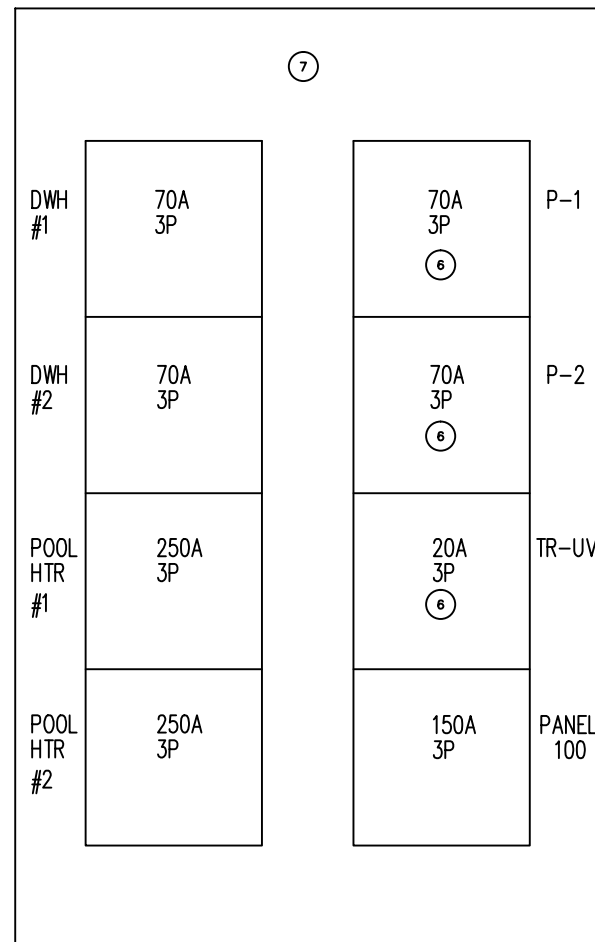 7
DWH
#1
70A
3P
70A
3P
6
P-1
DWH
#2
70A
3P
70A
3P
6
P-2
POOL
HTR
#1
250A
3P
20A
3P
6
TR-UV
POOL
HTR
#2
250A
3P
150A
3P
PANEL
100